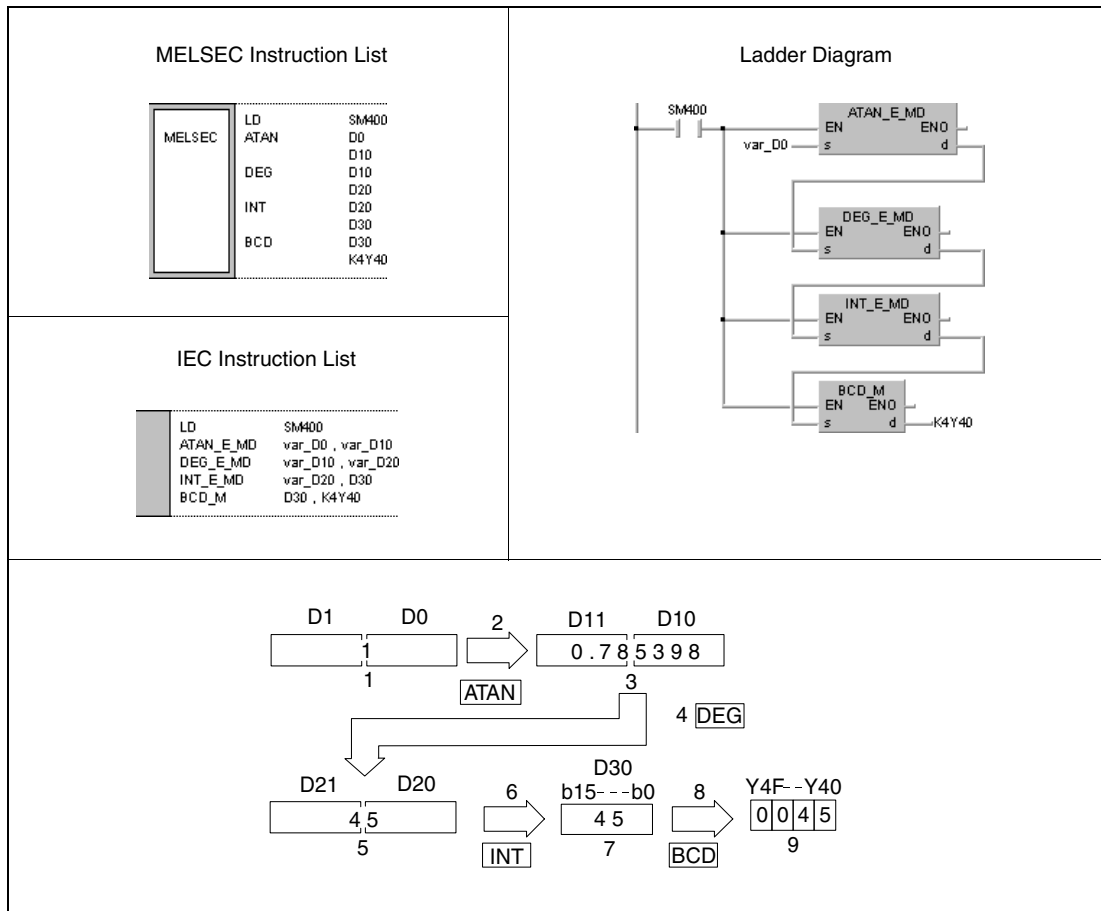 MELSEC Instruction List
MELSEC
LD SM400
ATAN D0
D10
DEG D10
D20
INT D20
D30
BCD D30
K4Y40
IEC Instruction List
LD SM400
ATAN_E_MD var_D0 , var_D10
DEG_E_MD var_D10 , var_D20
INT_E_MD var_D20 , D30
BCD_M D30 , K4Y40
Ladder Diagram
SM400
ATAN_E_MD
EN ENO
var_D0 s d
DEG_E_MD
EN ENO
s d
INT_E_MD
EN ENO
s d
BCD_M
EN ENO
s d K4Y40
D1 D0 2 D11 D10
1 0.785398
1 ATAN 3
4 DEG
D21 D20 6 D30 8 Y4F---Y40
b15---b0
45 45 0 0 4 5
5 INT 7 BCD 9